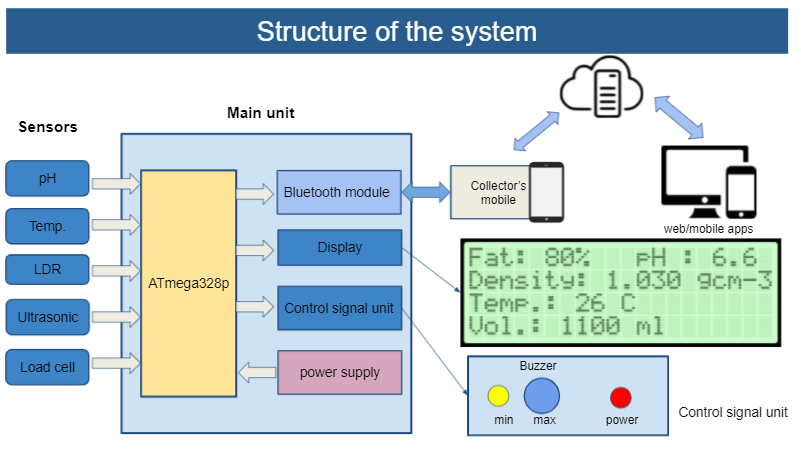 Structure of the system
Sensors
Main unit
pH
Temp.
LDR
Ultrasonic
Load cell
ATmega328p
Bluetooth module
Display
Control signal unit
power supply
Collector's
mobile
web/mobile apps
Fat: 80% pH : 6.6
Density: 1.030 gcm-3
Temp.: 26 C
Vol.: 1100 ml
Buzzer
min max power
Control signal unit